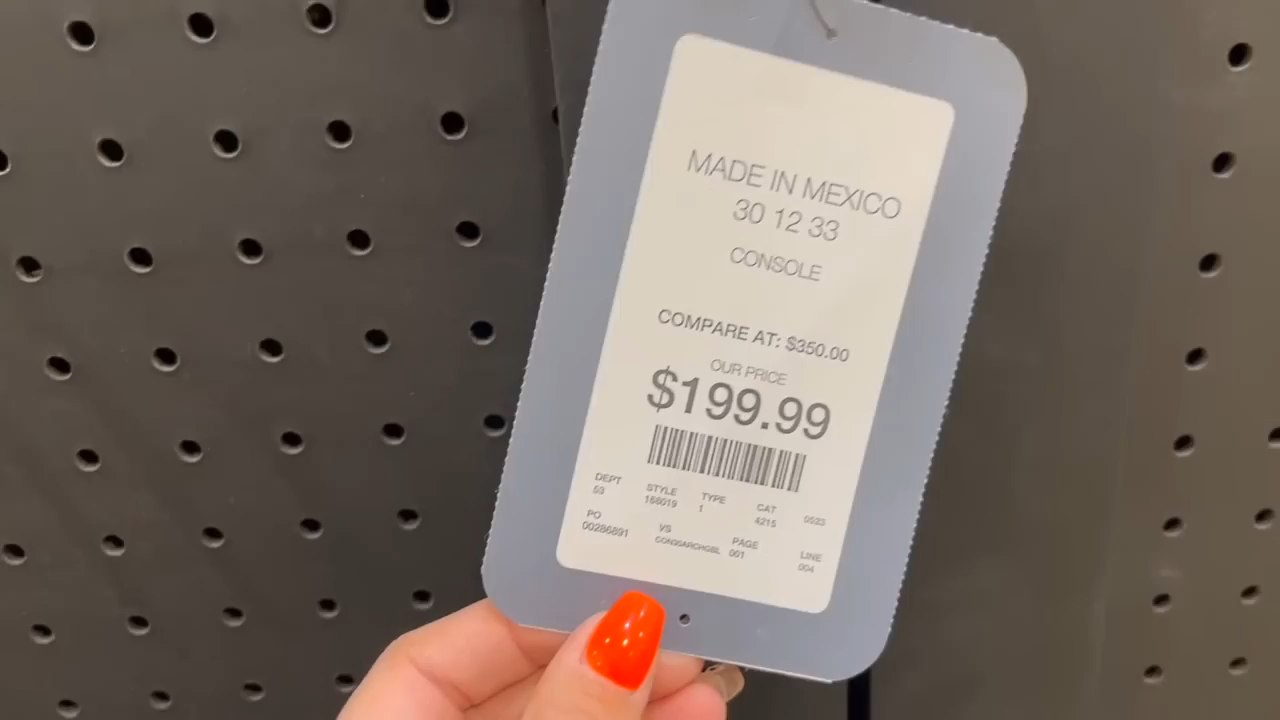 MADE IN MEXICO
30 12 33
CONSOLE
COMPARE AT: $350.00
OUR PRICE
$199.99
DEPT STYLE TYPE CAT 0523
53 168019 1 4215
PO VS PAGE LINE
00286891 001 004